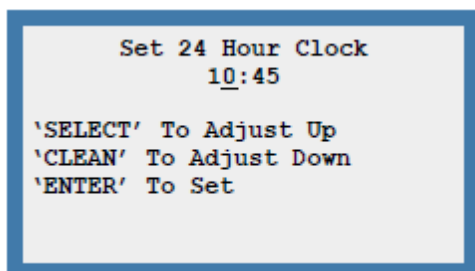 Set 24 Hour Clock
10:45
‵SELECT′ To Adjust Up
‵CLEAN′ To Adjust Down
‵ENTER′ To Set